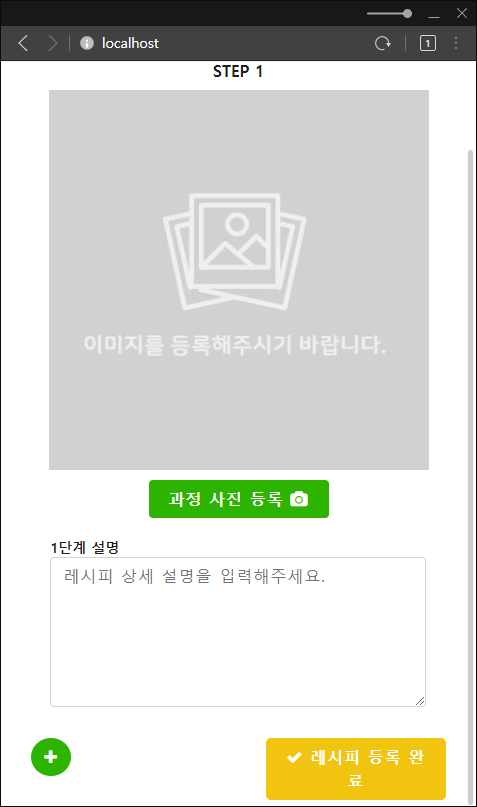 localhost
1
STEP 1
이미지를 등록해주시기 바랍니다.
과정 사진 등록
1단계 설명
레시피 상세 설명을 입력해주세요.
레시피 등록 완
료